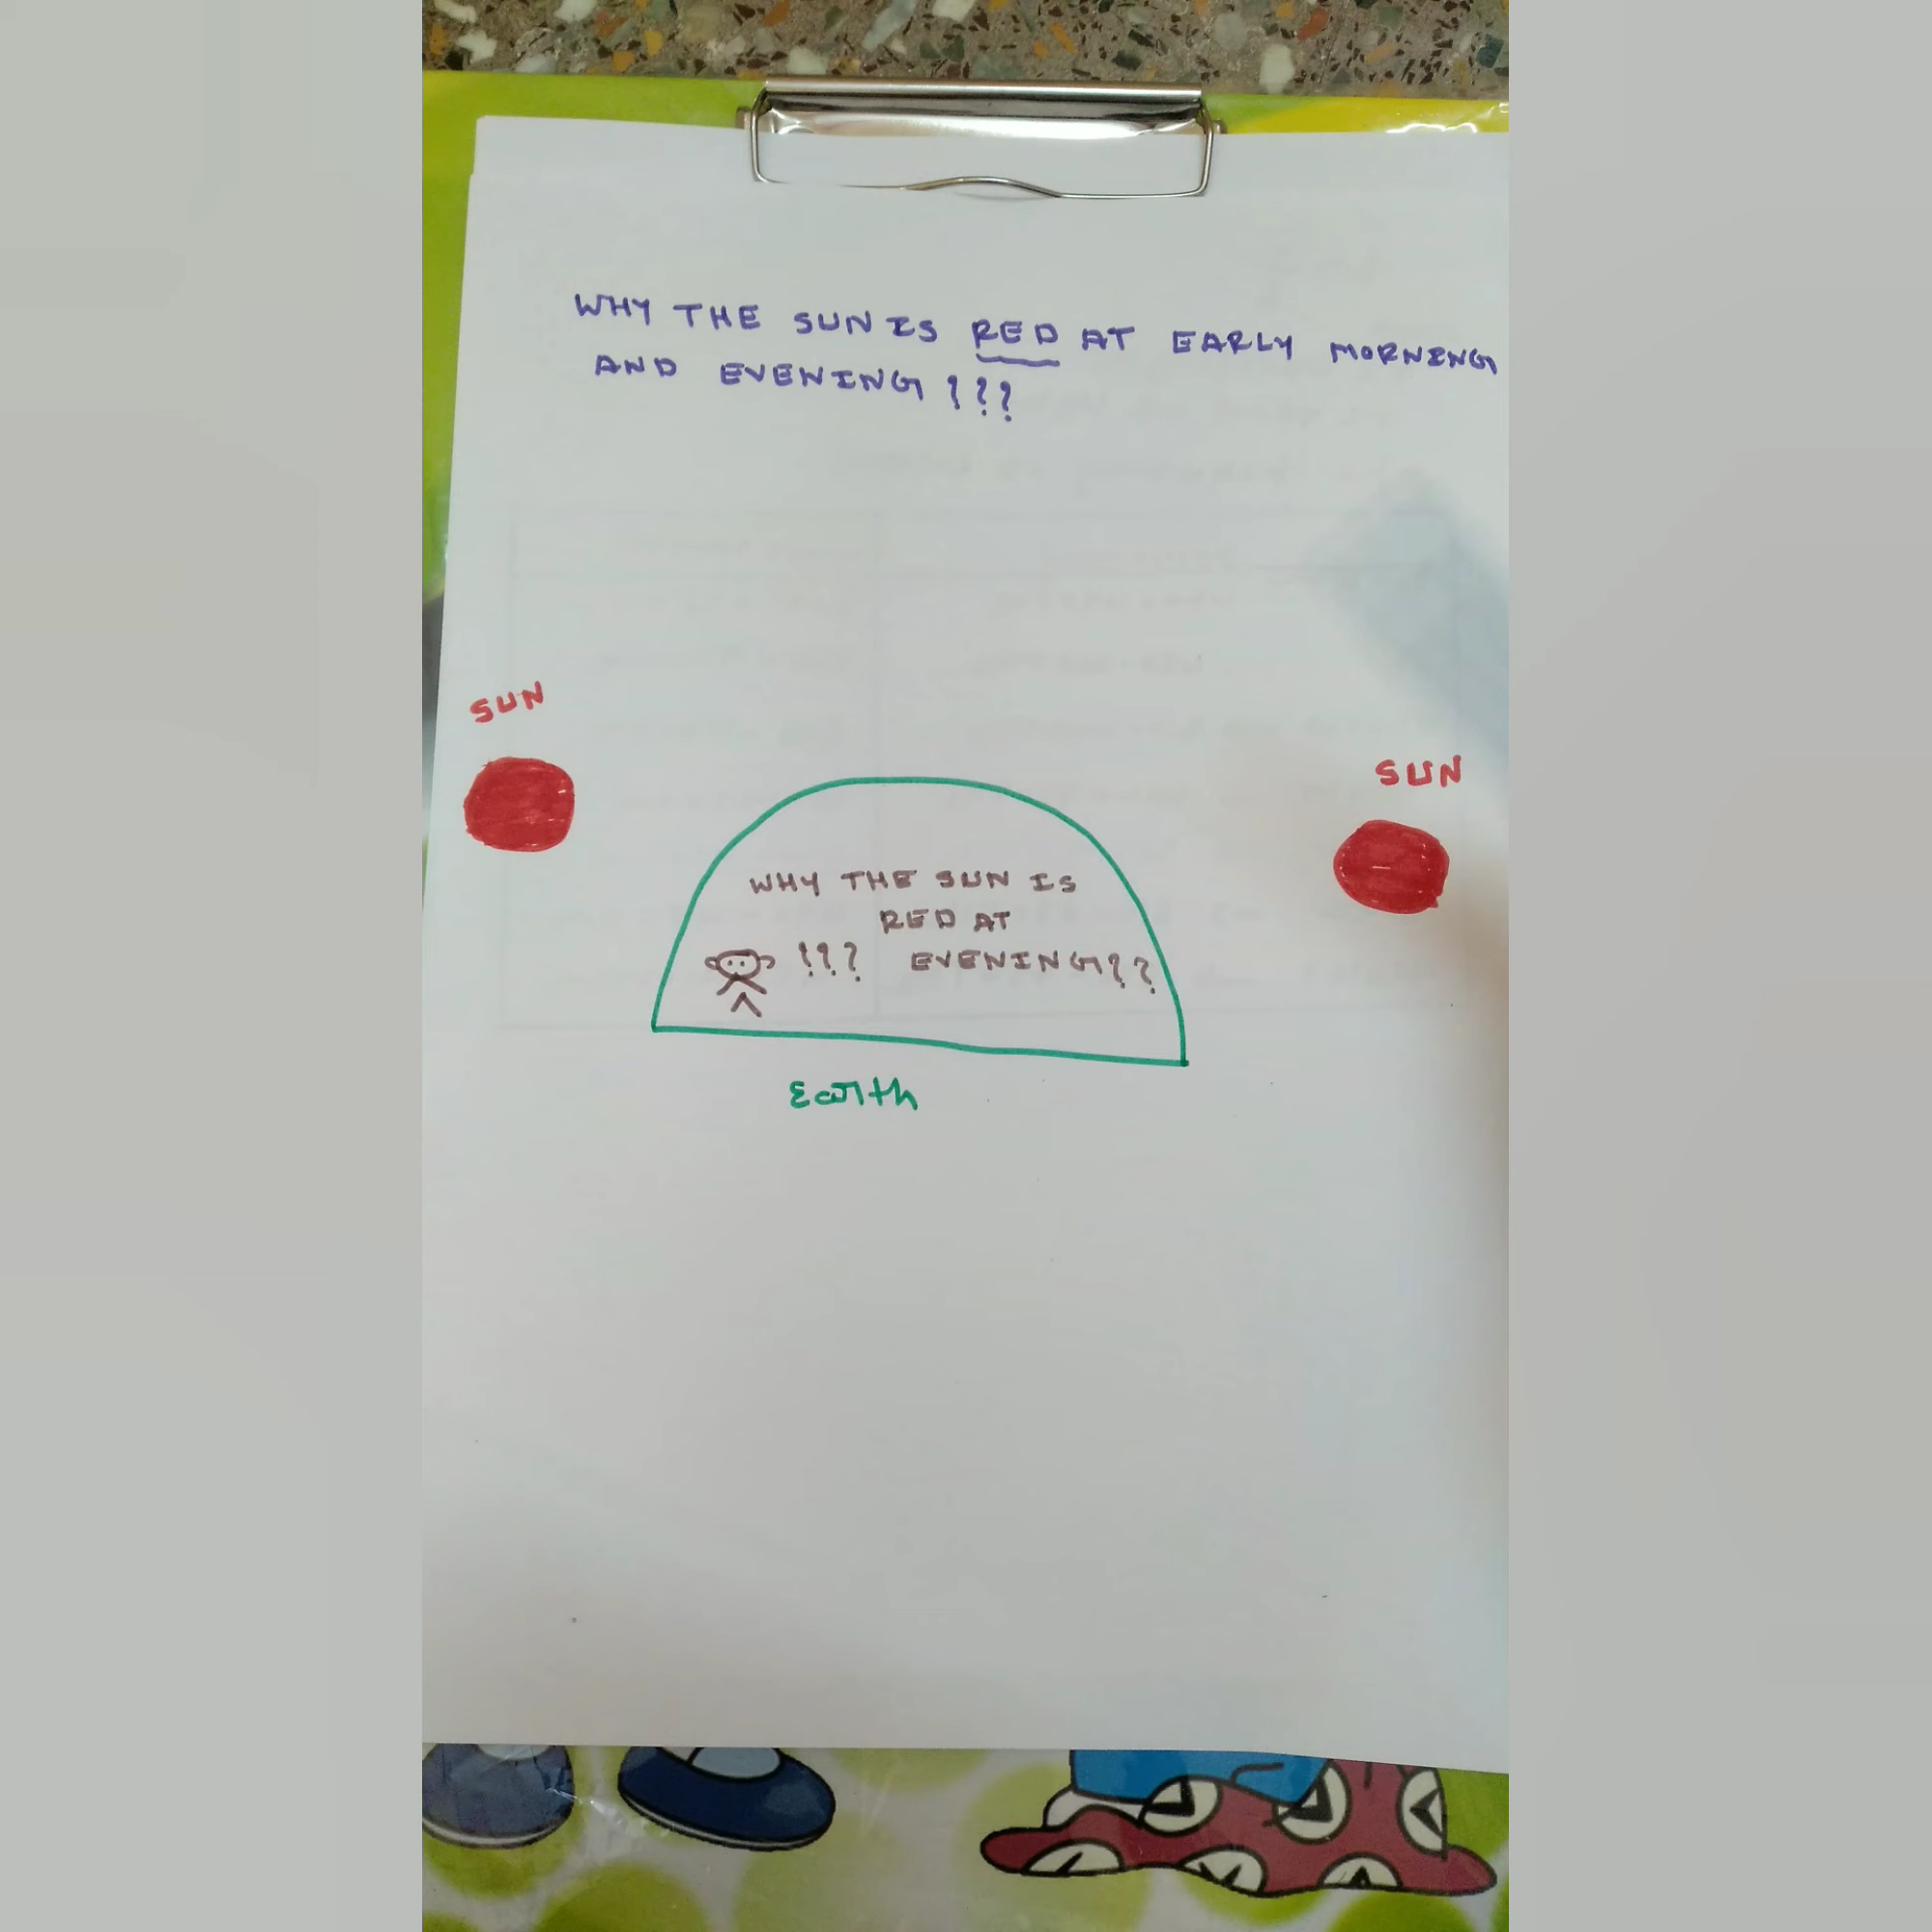 WHY THE SUN IS RED AT EARLY MORNING
AND EVENING ???
SUN
SUN
WHY THE SUN IS
RED AT
!?? EVENING??
Earth